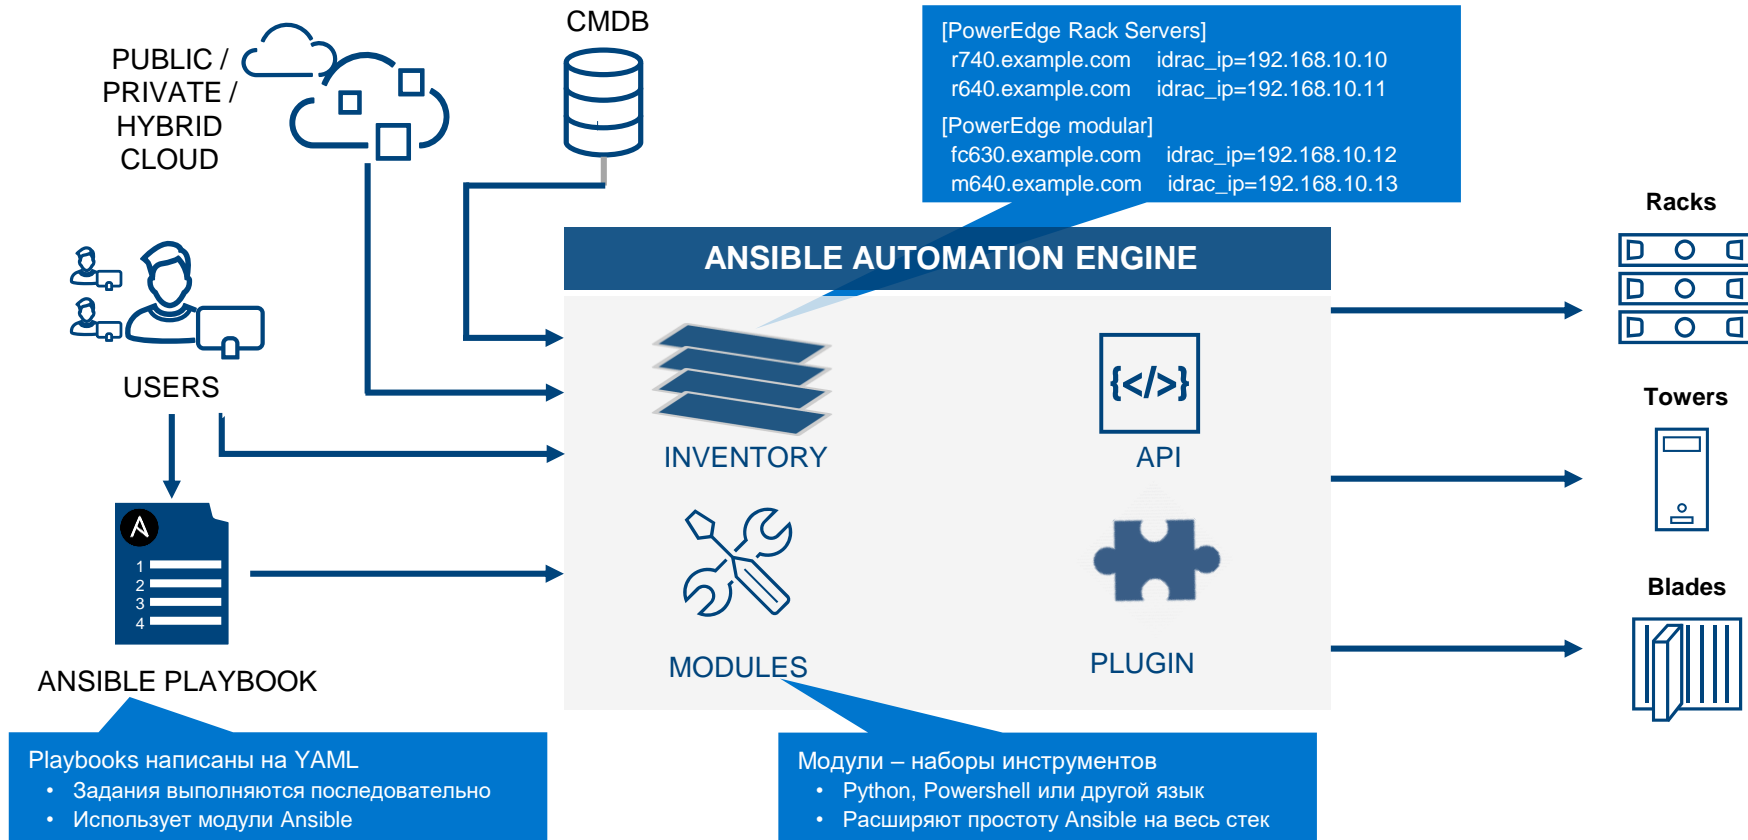 PUBLIC /
PRIVATE /
HYBRID
CLOUD
CMDB
[PowerEdge Rack Servers]
r740.example.com idrac_ip=192.168.10.10
r640.example.com idrac_ip=192.168.10.11
[PowerEdge modular]
fc630.example.com idrac_ip=192.168.10.12
m640.example.com idrac_ip=192.168.10.13
USERS
ANSIBLE AUTOMATION ENGINE
INVENTORY
{</>}
API
MODULES
PLUGIN
Racks
Towers
Blades
A
1
2
3
4
ANSIBLE PLAYBOOK
Playbooks написаны на YAML
• Задания выполняются последовательно
• Использует модули Ansible
Модули – наборы инструментов
• Python, Powershell или другой язык
• Расширяют простоту Ansible на весь стек